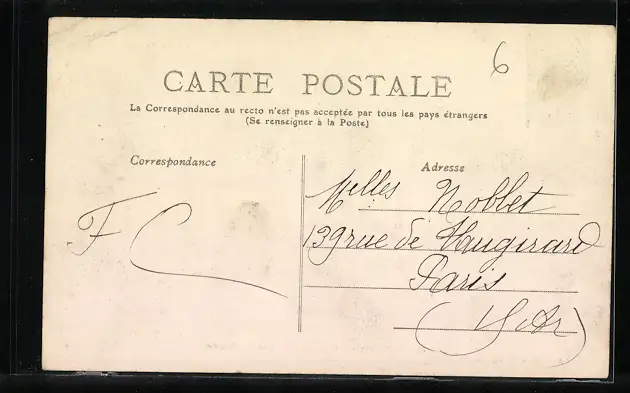 6
CARTE POSTALE
La Correspondance au recto n'est pas acceptée par tous les pays étrangers
(Se renseigner à la Poste)
Correspondance
Adresse
F C
Melles Nobbet
139 rue de Vaugirard
Paris